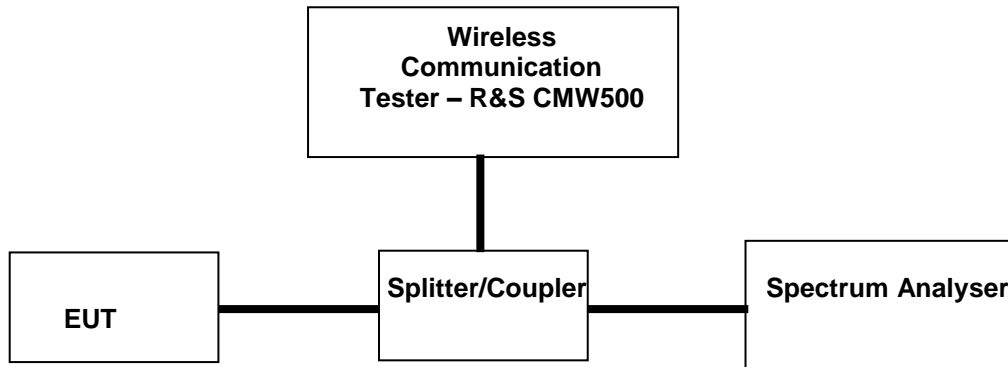 Wireless
Communication
Tester – R&S CMW500
EUT
Splitter/Coupler
Spectrum Analyser